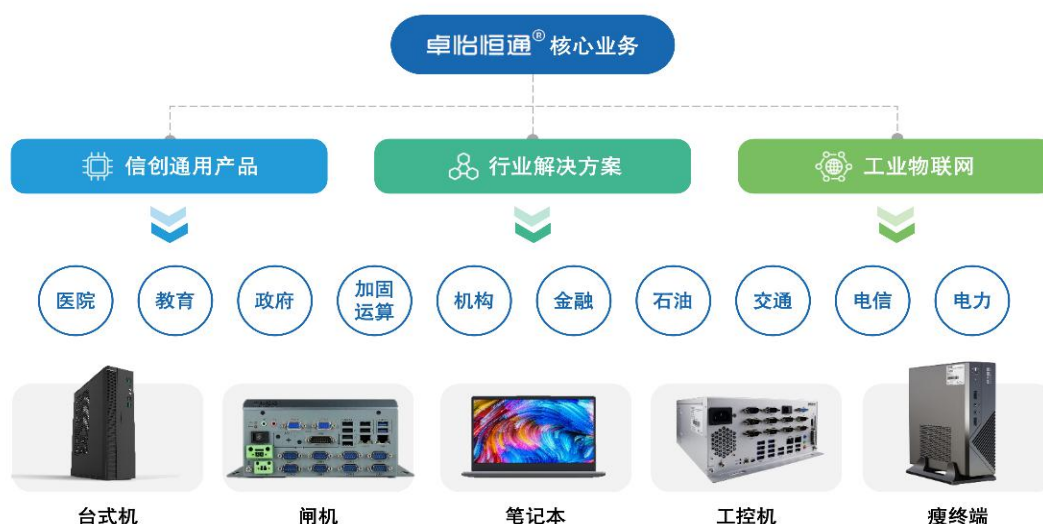 卓怡恒通®核心业务
信创通用产品
行业解决方案
工业物联网
医院
教育
政府
加固
运算
机构
金融
石油
交通
电信
电力
台式机
闸机
笔记本
工控机
瘦终端